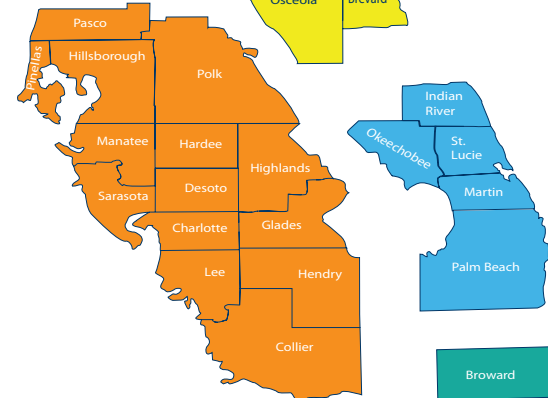 Osceola
Brevard
Pasco
Pinellas
Hillsborough
Polk
Indian
River
Okeechobee
St.
Lucie
Manatee
Hardee
Highlands
Martin
Sarasota
Desoto
Charlotte
Glades
Lee
Hendry
Palm Beach
Collier
Broward